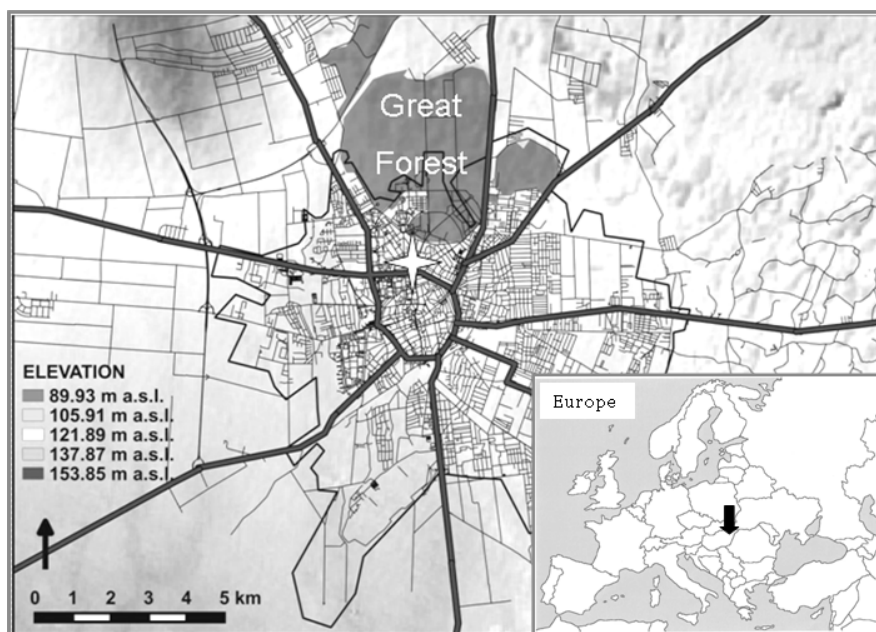 Great
Forest
ELEVATION
89.93 m a.s.l.
105.91 m a.s.l.
121.89 m a.s.l.
137.87 m a.s.l.
153.85 m a.s.l.
0 1 2 3 4 5 km
Europe